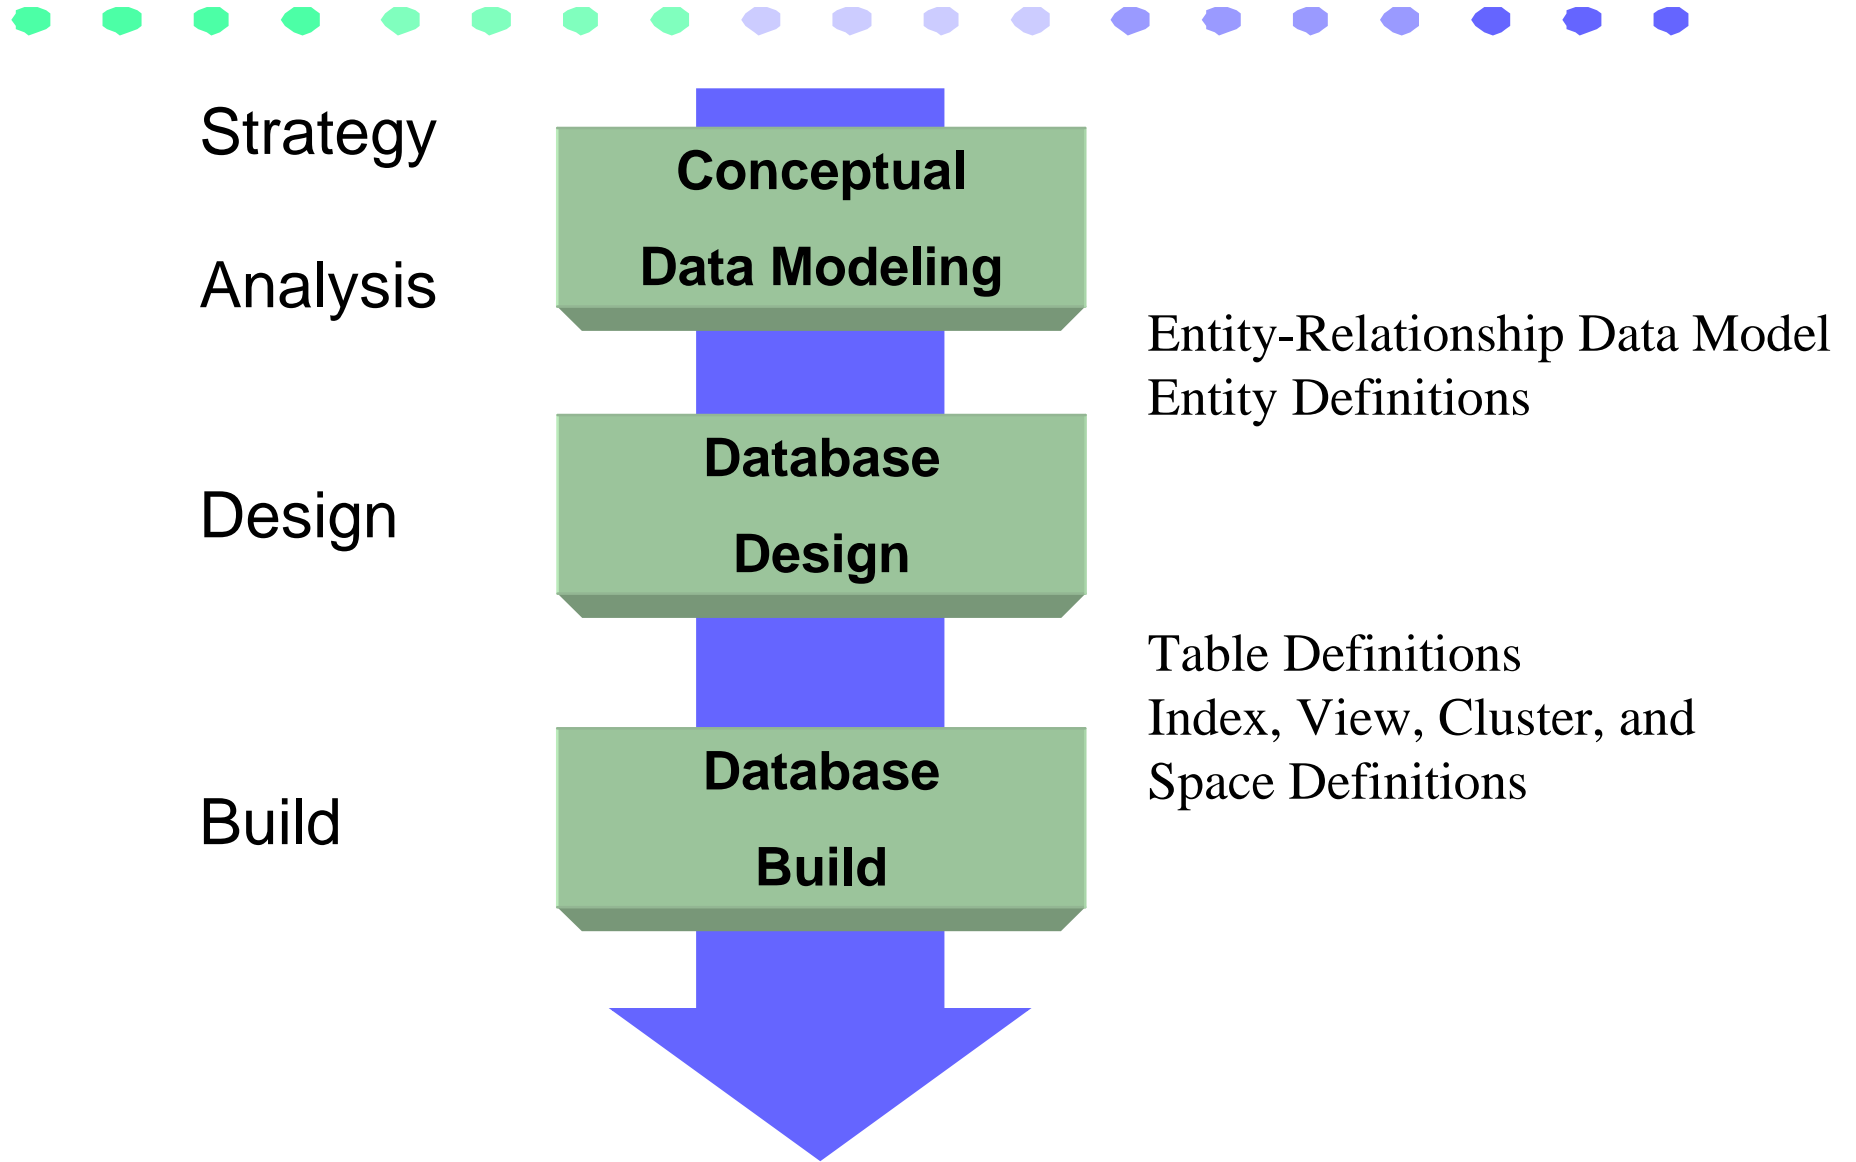 Strategy
Conceptual
Data Modeling
Analysis
Entity-Relationship Data Model
Entity Definitions
Database
Design
Design
Table Definitions
Index, View, Cluster, and
Space Definitions
Database
Build
Build